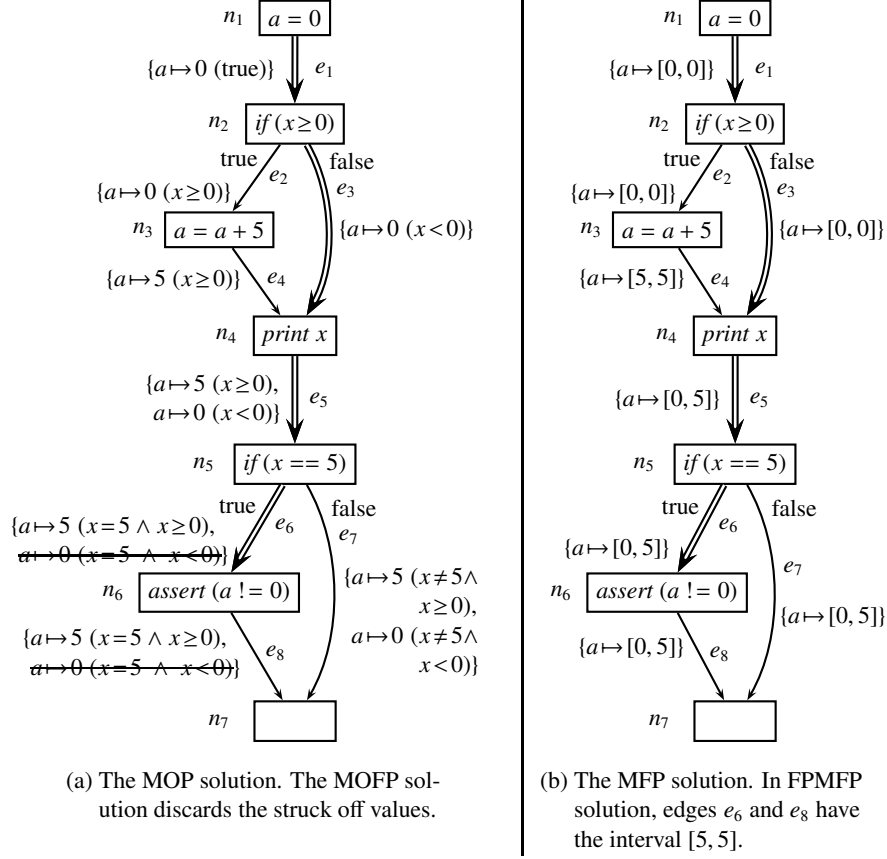 n1 a = 0
{a↦0 (true)} e1
n2 if (x≥0)
true false
e2 e3
{a↦0 (x≥0)}
n3 a = a + 5
{a↦0 (x<0)}
{a↦5 (x≥0)} e4
n4 print x
{a↦5 (x≥0),
a↦0 (x<0)} e5
n5 if (x == 5)
true false
e6 e7
{a↦5 (x=5 ∧ x≥0),
a↦0 (x=5 ∧ x<0)}
n6 assert (a != 0)
{a↦5 (x≠5∧
x≥0),
a↦0 (x≠5∧
x<0)}
{a↦5 (x=5 ∧ x≥0),
a↦0 (x=5 ∧ x<0)} e8
n7
(a) The MOP solution. The MOFP sol-
ution discards the struck off values.
n1 a = 0
{a↦[0, 0]} e1
n2 if (x≥0)
true false
e2 e3
{a↦[0, 0]}
n3 a = a + 5
{a↦[0, 0]}
{a↦[5, 5]} e4
n4 print x
{a↦[0, 5]} e5
n5 if (x == 5)
true false
e6
{a↦[0, 5]} e7
n6 assert (a != 0)
{a↦[0, 5]}
{a↦[0, 5]} e8
n7
(b) The MFP solution. In FPMFP
solution, edges e6 and e8 have
the interval [5, 5].